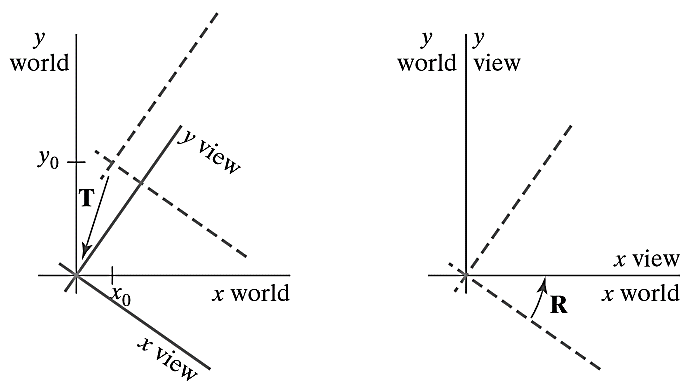 y
world
y₀
T
y view
x₀
x world
x view
y
world
y
view
x view
x world
R